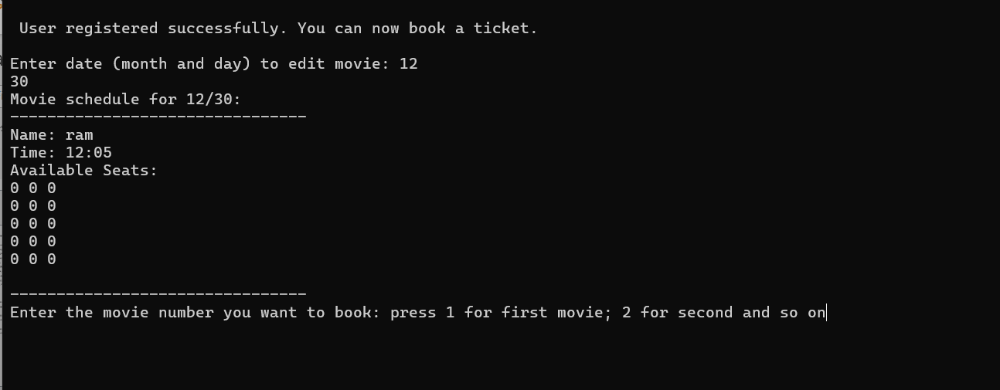 User registered successfully. You can now book a ticket.
Enter date (month and day) to edit movie: 12
30
Movie schedule for 12/30:
--------------------------------
Name: ram
Time: 12:05
Available Seats:
0 0 0
0 0 0
0 0 0
0 0 0
0 0 0
--------------------------------
Enter the movie number you want to book: press 1 for first movie; 2 for second and so on